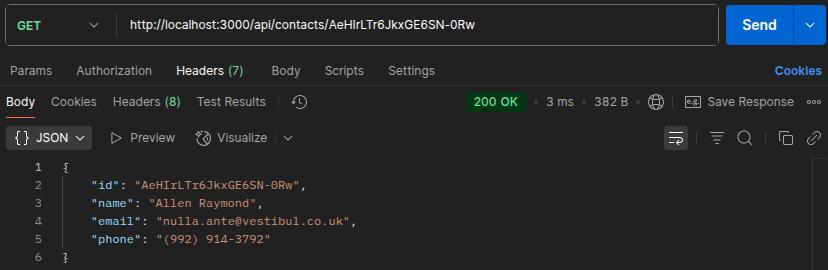 GET http://localhost:3000/api/contacts/AeHIrLTr6JkxGE6SN-0Rw Send
Params Authorization Headers (7) Body Scripts Settings Cookies
Body Cookies Headers (8) Test Results 200 OK • 3 ms • 382 B e.g. Save Response
{} JSON Preview Visualize
1 {
2 "id": "AeHIrLTr6JkxGE6SN-0Rw",
3 "name": "Allen Raymond",
4 "email": "nulla.ante@vestibul.co.uk",
5 "phone": "(992) 914-3792"
6 }